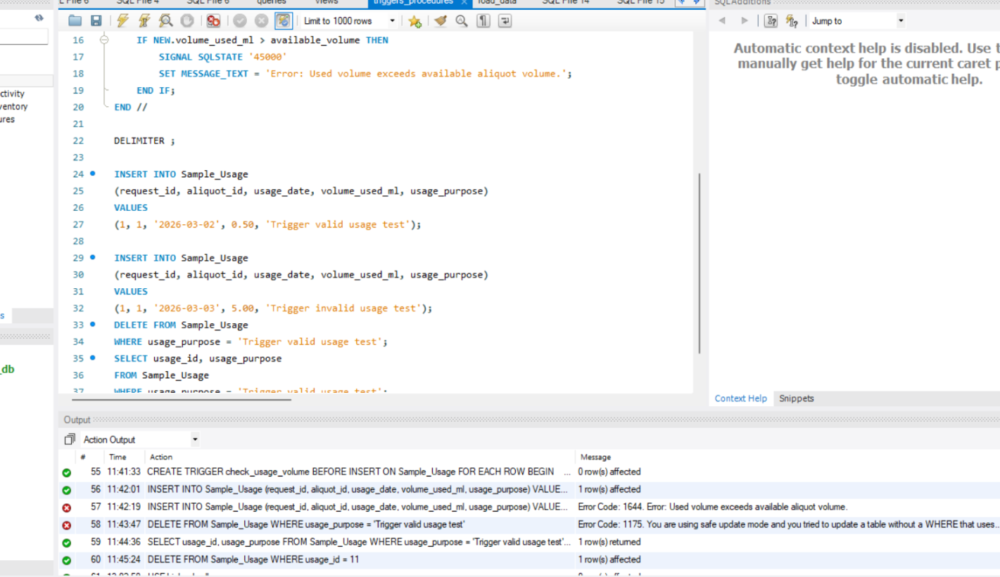 L File 6 SQL File 4 SQL File 6 queries views triggers_procedures × load_data SQL File 14 SQL File 15 SQLAdditions
Limit to 1000 rows
Jump to
16 IF NEW.volume_used_ml > available_volume THEN
17 SIGNAL SQLSTATE '45000'
18 SET MESSAGE_TEXT = 'Error: Used volume exceeds available aliquot volume.';
19 END IF;
20 END //
21
22 DELIMITER ;
23
24 INSERT INTO Sample_Usage
25 (request_id, aliquot_id, usage_date, volume_used_ml, usage_purpose)
26 VALUES
27 (1, 1, '2026-03-02', 0.50, 'Trigger valid usage test');
28
29 INSERT INTO Sample_Usage
30 (request_id, aliquot_id, usage_date, volume_used_ml, usage_purpose)
31 VALUES
32 (1, 1, '2026-03-03', 5.00, 'Trigger invalid usage test');
33 DELETE FROM Sample_Usage
34 WHERE usage_purpose = 'Trigger valid usage test';
35 SELECT usage_id, usage_purpose
36 FROM Sample_Usage
37 WHERE usage_purpose = 'Trigger valid usage test';
ctivity
ventory
ures
s
_db
Automatic context help is disabled. Use t
manually get help for the current caret p
toggle automatic help.
Context Help Snippets
Output
Action Output
# Time Action Message
55 11:41:33 CREATE TRIGGER check_usage_volume BEFORE INSERT ON Sample_Usage FOR EACH ROW BEGIN ... 0 row(s) affected
56 11:42:01 INSERT INTO Sample_Usage (request_id, aliquot_id, usage_date, volume_used_ml, usage_purpose) VALUE... 1 row(s) affected
57 11:42:19 INSERT INTO Sample_Usage (request_id, aliquot_id, usage_date, volume_used_ml, usage_purpose) VALUE... Error Code: 1644. Error: Used volume exceeds available aliquot volume.
58 11:43:47 DELETE FROM Sample_Usage WHERE usage_purpose = 'Trigger valid usage test' Error Code: 1175. You are using safe update mode and you tried to update a table without a WHERE that uses...
59 11:44:36 SELECT usage_id, usage_purpose FROM Sample_Usage WHERE usage_purpose = 'Trigger valid usage test'... 1 row(s) returned
60 11:45:24 DELETE FROM Sample_Usage WHERE usage_id = 11 1 row(s) affected